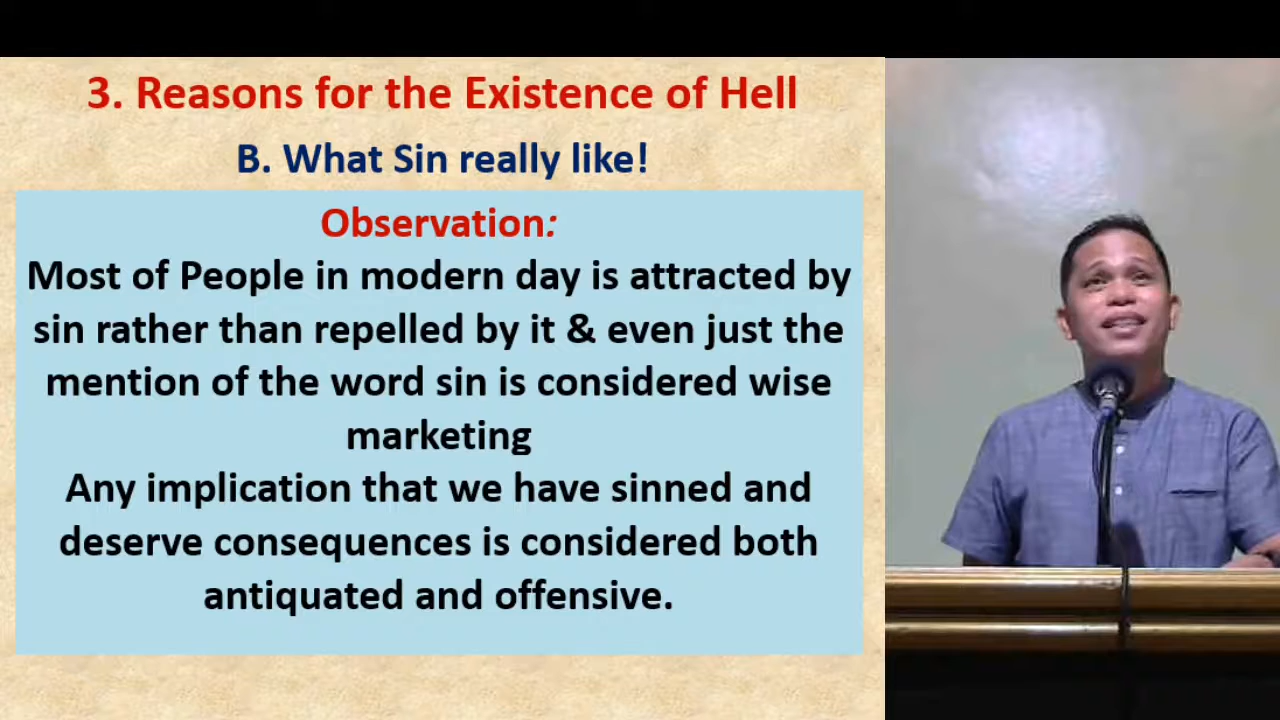 3. Reasons for the Existence of Hell
B. What Sin really like!
Observation:
Most of People in modern day is attracted by
sin rather than repelled by it & even just the
mention of the word sin is considered wise
marketing
Any implication that we have sinned and
deserve consequences is considered both
antiquated and offensive.